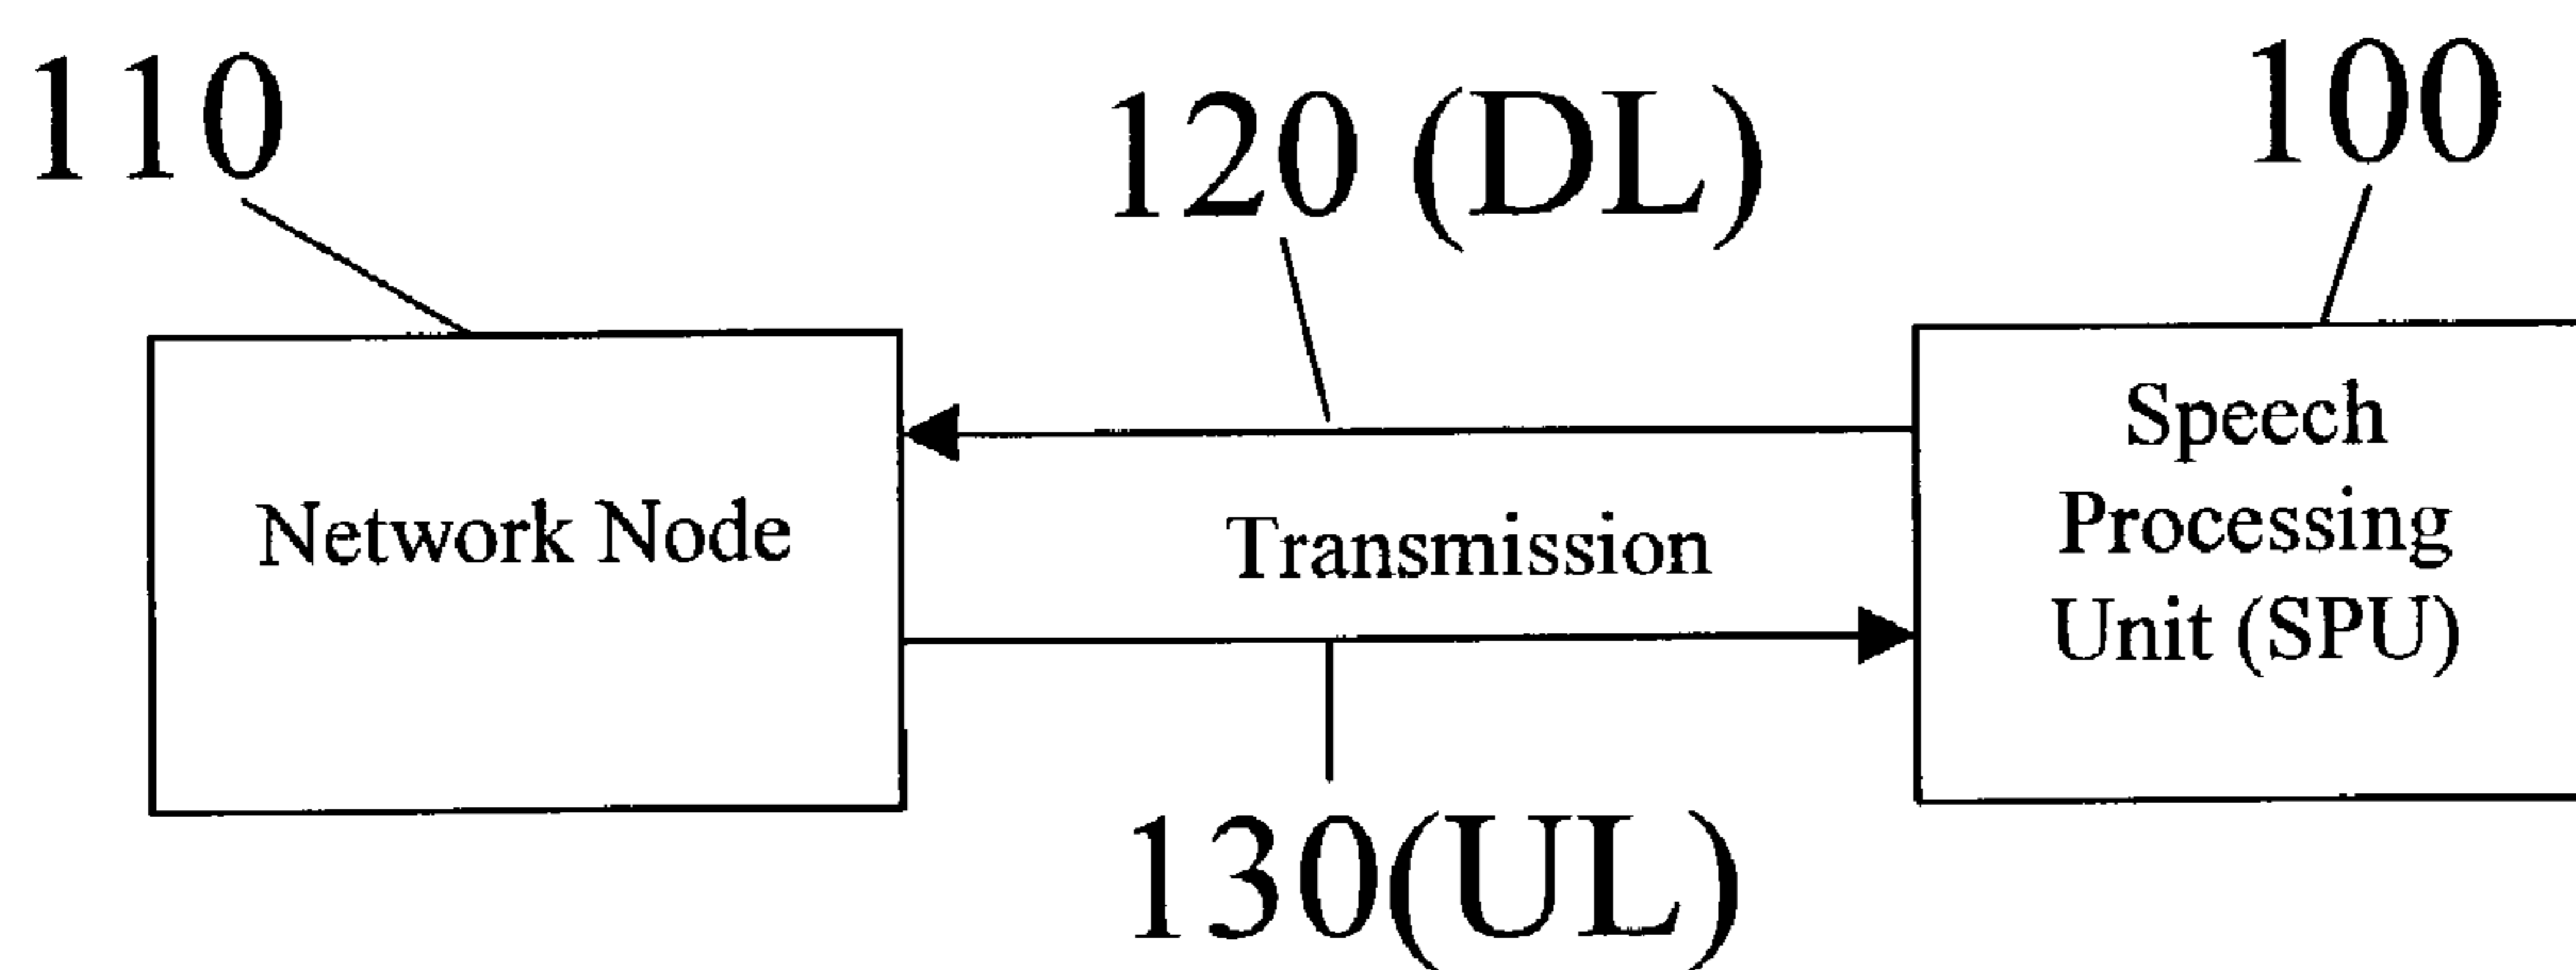 110
120 (DL)
100
Network Node
Transmission
Speech
Processing
Unit (SPU)
130(UL)